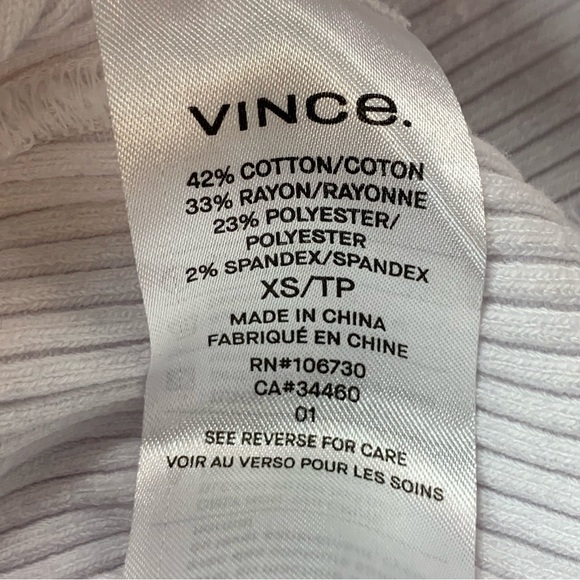 VINCe.
42% COTTON/COTON
33% RAYON/RAYONNE
23% POLYESTER/
POLYESTER
2% SPANDEX/SPANDEX
XS/TP
MADE IN CHINA
FABRIQUÉ EN CHINE
RN#106730
CA#34460
01
SEE REVERSE FOR CARE
VOIR AU VERSO POUR LES SOINS